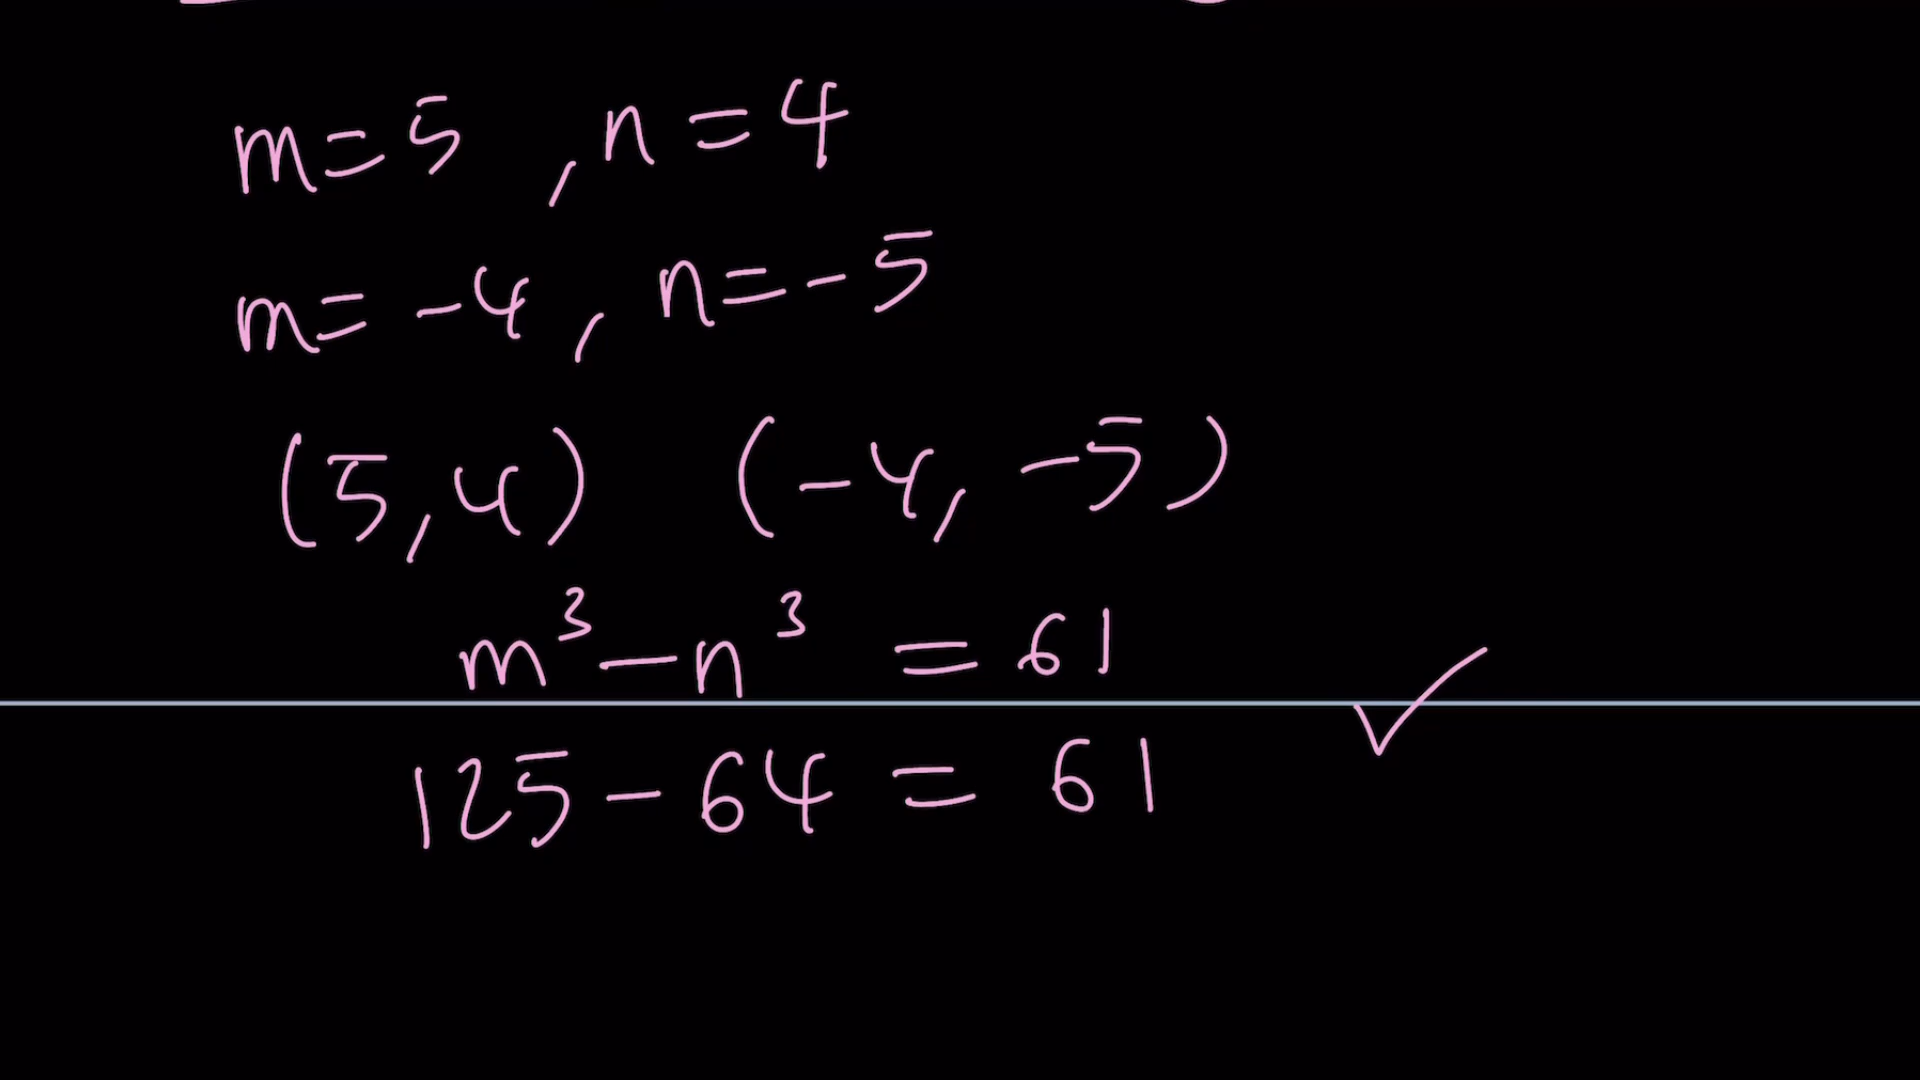 m=5 , n=4
m=-4, n=-5
(5,4) (-4, -5)
m³-n³ = 61
125-64 = 61 ✓